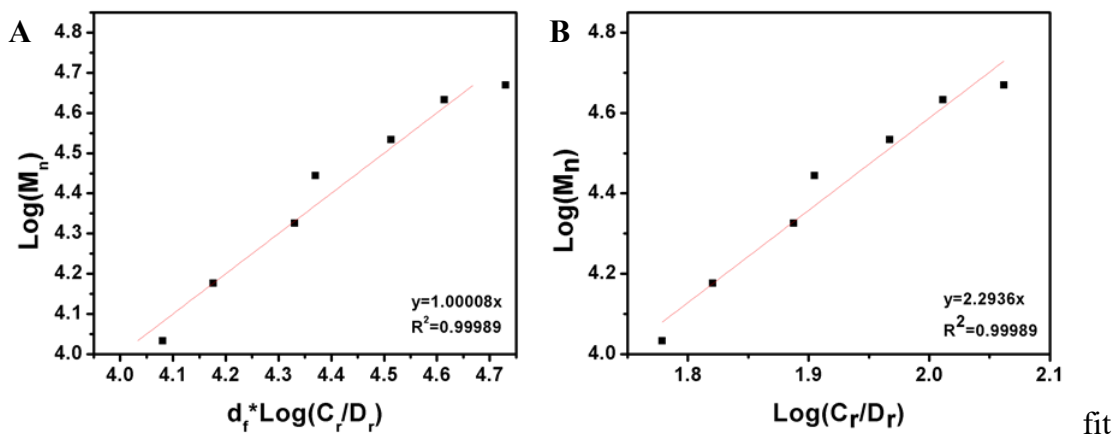 A
4.8
4.7
4.6
4.5
4.4
4.3
4.2
4.1
4.0
Log(Mₙ)
4.0 4.1 4.2 4.3 4.4 4.5 4.6 4.7
d_f*Log(C_r/D_r)
y=1.00008x
R²=0.99989
B
4.8
4.6
4.4
4.2
4.0
Log(Mn)
1.8 1.9 2.0 2.1
Log(Cr/Dr)
y=2.2936x
R²=0.99989
fit